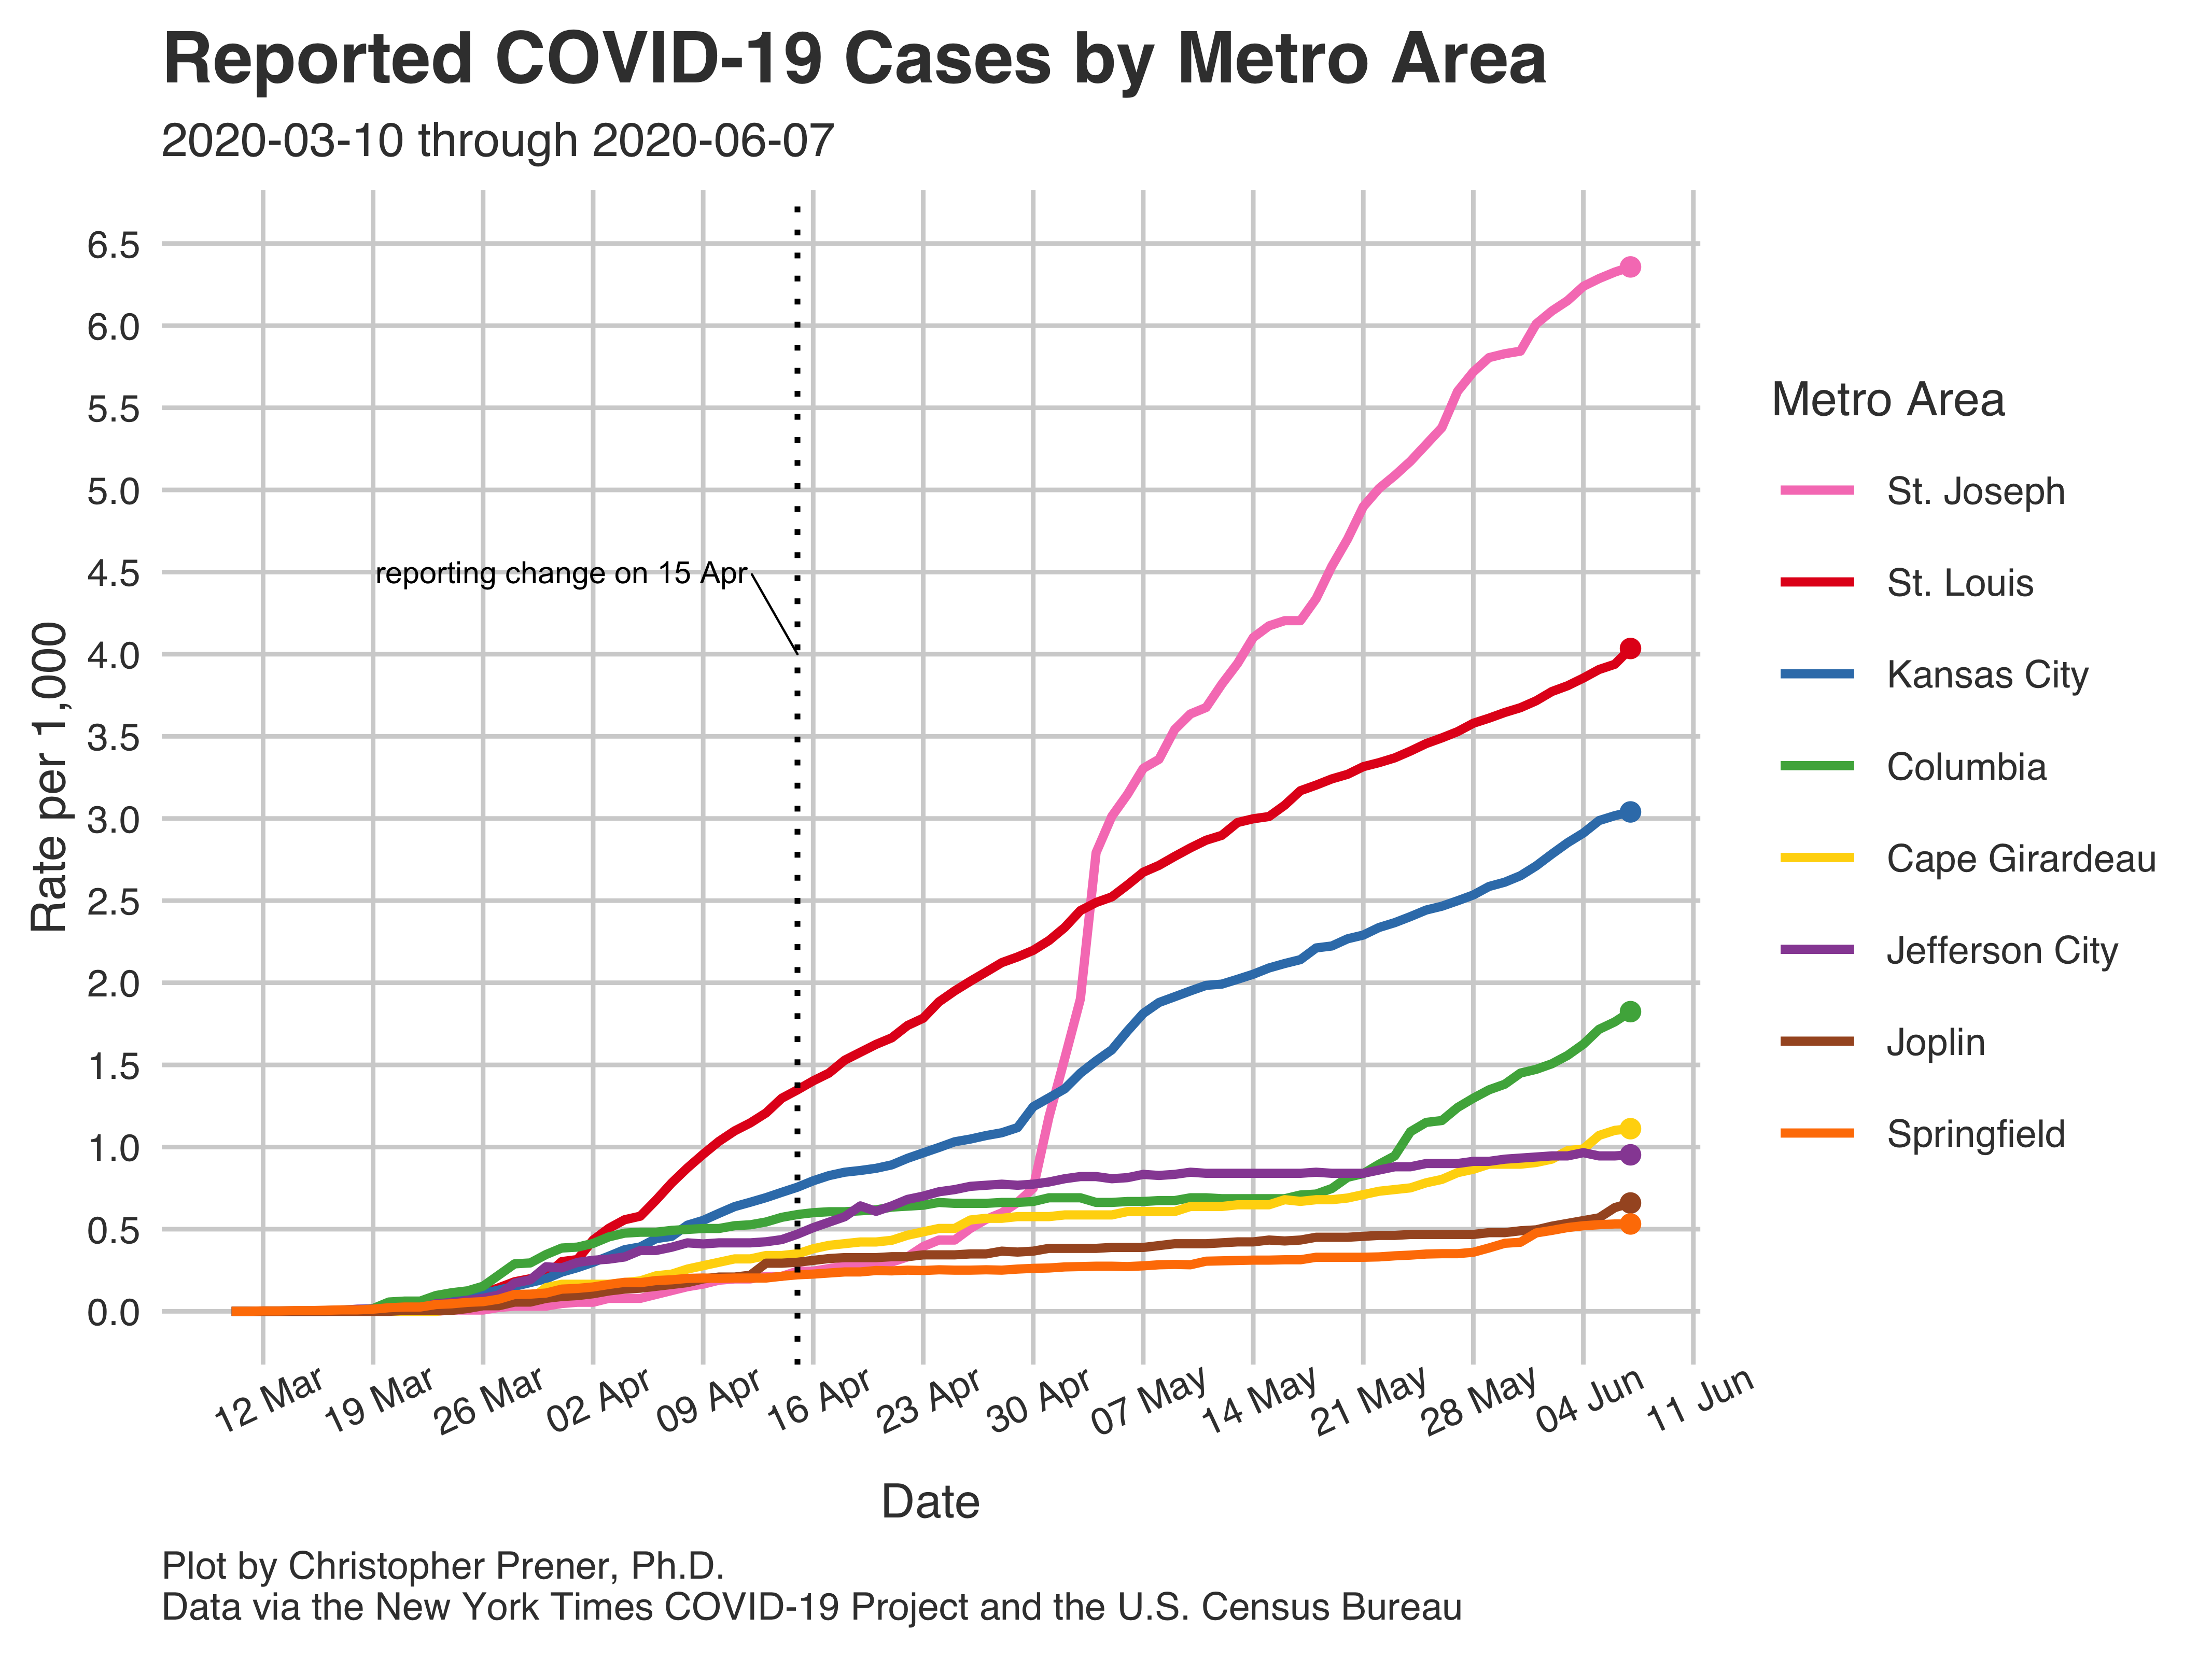 Reported COVID-19 Cases by Metro Area
2020-03-10 through 2020-06-07
6.5
6.0
5.5
5.0
4.5
4.0
3.5
3.0
2.5
2.0
1.5
1.0
0.5
0.0
Rate per 1,000
reporting change on 15 Apr
12 Mar
19 Mar
26 Mar
02 Apr
09 Apr
16 Apr
23 Apr
30 Apr
07 May
14 May
21 May
28 May
04 Jun
11 Jun
Date
Metro Area
St. Joseph
St. Louis
Kansas City
Columbia
Cape Girardeau
Jefferson City
Joplin
Springfield
Plot by Christopher Prener, Ph.D.
Data via the New York Times COVID-19 Project and the U.S. Census Bureau